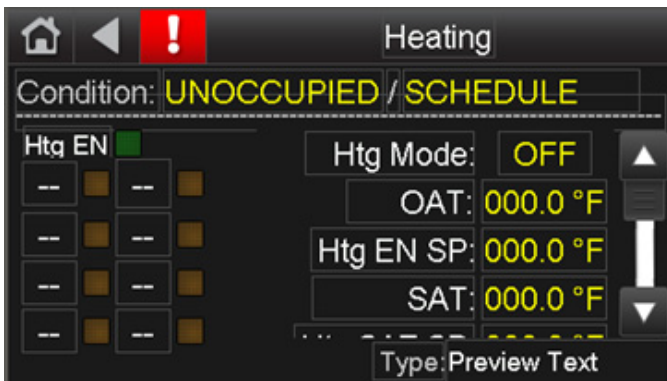 Heating
Condition: UNOCCUPIED / SCHEDULE
Htg EN
Htg Mode: OFF
-- --
OAT: 000.0 °F
-- --
Htg EN SP: 000.0 °F
-- --
SAT: 000.0 °F
-- --
Type: Preview Text